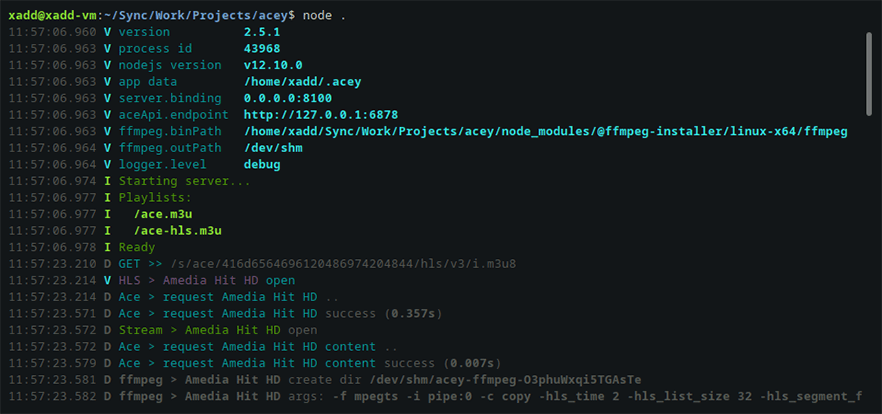 xadd@xadd-vm:~/Sync/Work/Projects/acey$ node .
11:57:06.960 V version 2.5.1
11:57:06.963 V process id 43968
11:57:06.963 V nodejs version v12.10.0
11:57:06.963 V app data /home/xadd/.acey
11:57:06.963 V server.binding 0.0.0.0:8100
11:57:06.963 V aceApi.endpoint http://127.0.0.1:6878
11:57:06.963 V ffmpeg.binPath /home/xadd/Sync/Work/Projects/acey/node_modules/@ffmpeg-installer/linux-x64/ffmpeg
11:57:06.964 V ffmpeg.outPath /dev/shm
11:57:06.964 V logger.level debug
11:57:06.974 I Starting server...
11:57:06.977 I Playlists:
11:57:06.977 I /ace.m3u
11:57:06.977 I /ace-hls.m3u
11:57:06.978 I Ready
11:57:23.210 D GET >> /s/ace/416d6564696120486974204844/hls/v3/i.m3u8
11:57:23.214 V HLS > Amedia Hit HD open
11:57:23.214 D Ace > request Amedia Hit HD ..
11:57:23.571 D Ace > request Amedia Hit HD success (0.357s)
11:57:23.572 D Stream > Amedia Hit HD open
11:57:23.572 D Ace > request Amedia Hit HD content ..
11:57:23.579 D Ace > request Amedia Hit HD content success (0.007s)
11:57:23.581 D ffmpeg > Amedia Hit HD create dir /dev/shm/acey-ffmpeg-O3phuWxqi5TGAsTe
11:57:23.582 D ffmpeg > Amedia Hit HD args: -f mpegts -i pipe:0 -c copy -hls_time 2 -hls_list_size 32 -hls_segment_f